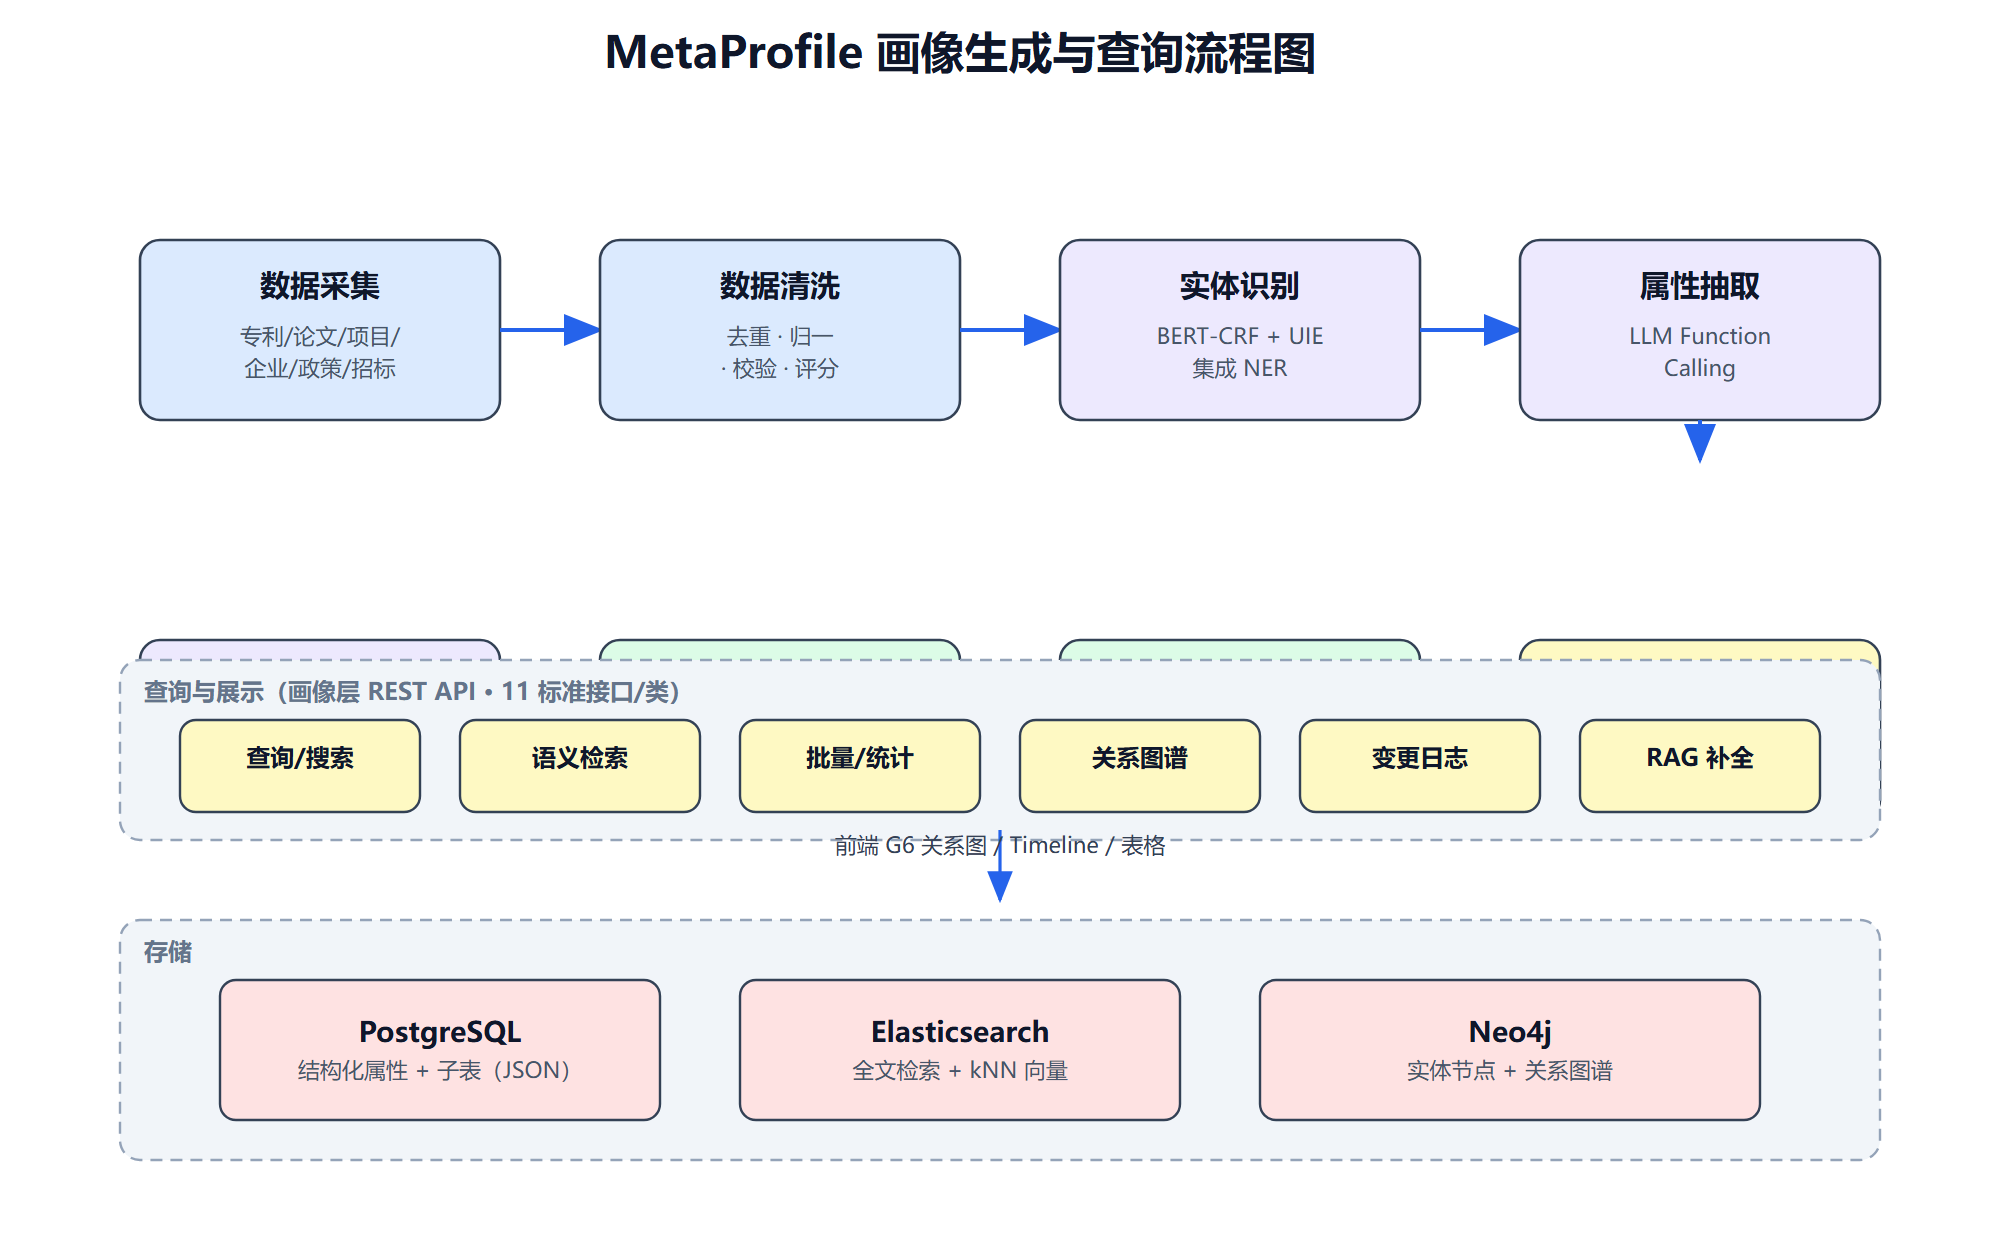 MetaProfile 画像生成与查询流程图
数据采集
专利/论文/项目/
企业/政策/招标
数据清洗
去重 · 归一
· 校验 · 评分
实体识别
BERT-CRF + UIE
集成 NER
属性抽取
LLM Function
Calling
查询与展示（画像层 REST API • 11 标准接口/类）
查询/搜索
语义检索
批量/统计
关系图谱
变更日志
RAG 补全
前端 G6 关系图 / Timeline / 表格
存储
PostgreSQL
结构化属性 + 子表（JSON）
Elasticsearch
全文检索 + kNN 向量
Neo4j
实体节点 + 关系图谱